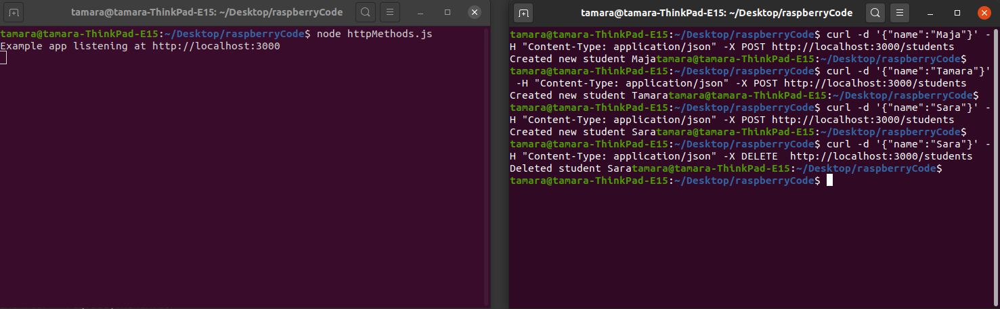 tamara@tamara-ThinkPad-E15: ~/Desktop/raspberryCode
tamara@tamara-ThinkPad-E15:~/Desktop/raspberryCode$ node httpMethods.js
Example app listening at http://localhost:3000
tamara@tamara-ThinkPad-E15: ~/Desktop/raspberryCode
tamara@tamara-ThinkPad-E15:~/Desktop/raspberryCode$ curl -d '{"name":"Maja"}' -
H "Content-Type: application/json" -X POST http://localhost:3000/students
Created new student Majatamara@tamara-ThinkPad-E15:~/Desktop/raspberryCode$
tamara@tamara-ThinkPad-E15:~/Desktop/raspberryCode$ curl -d '{"name":"Tamara"}'
 -H "Content-Type: application/json" -X POST http://localhost:3000/students
Created new student Tamaratamara@tamara-ThinkPad-E15:~/Desktop/raspberryCode$
tamara@tamara-ThinkPad-E15:~/Desktop/raspberryCode$ curl -d '{"name":"Sara"}' -
H "Content-Type: application/json" -X POST http://localhost:3000/students
Created new student Saratamara@tamara-ThinkPad-E15:~/Desktop/raspberryCode$
tamara@tamara-ThinkPad-E15:~/Desktop/raspberryCode$ curl -d '{"name":"Sara"}' -
H "Content-Type: application/json" -X DELETE  http://localhost:3000/students
Deleted student Saratamara@tamara-ThinkPad-E15:~/Desktop/raspberryCode$
tamara@tamara-ThinkPad-E15:~/Desktop/raspberryCode$